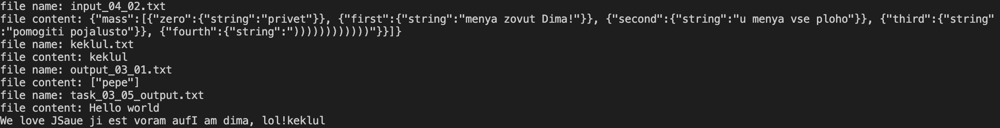 file name: input_04_02.txt
file content: {"mass":[{"zero":{"string":"privet"}}, {"first":{"string":"menya zovut Dima!"}}, {"second":{"string":"u menya vse ploho"}}, {"third":{"string"
:"pomogiti pojalusto"}}, {"fourth":{"string":"))))))))))))"}}]}
file name: keklul.txt
file content: keklul
file name: output_03_01.txt
file content: ["pepe"]
file name: task_03_05_output.txt
file content: Hello world
We love JSaue ji est voram aufI am dima, lol!keklul